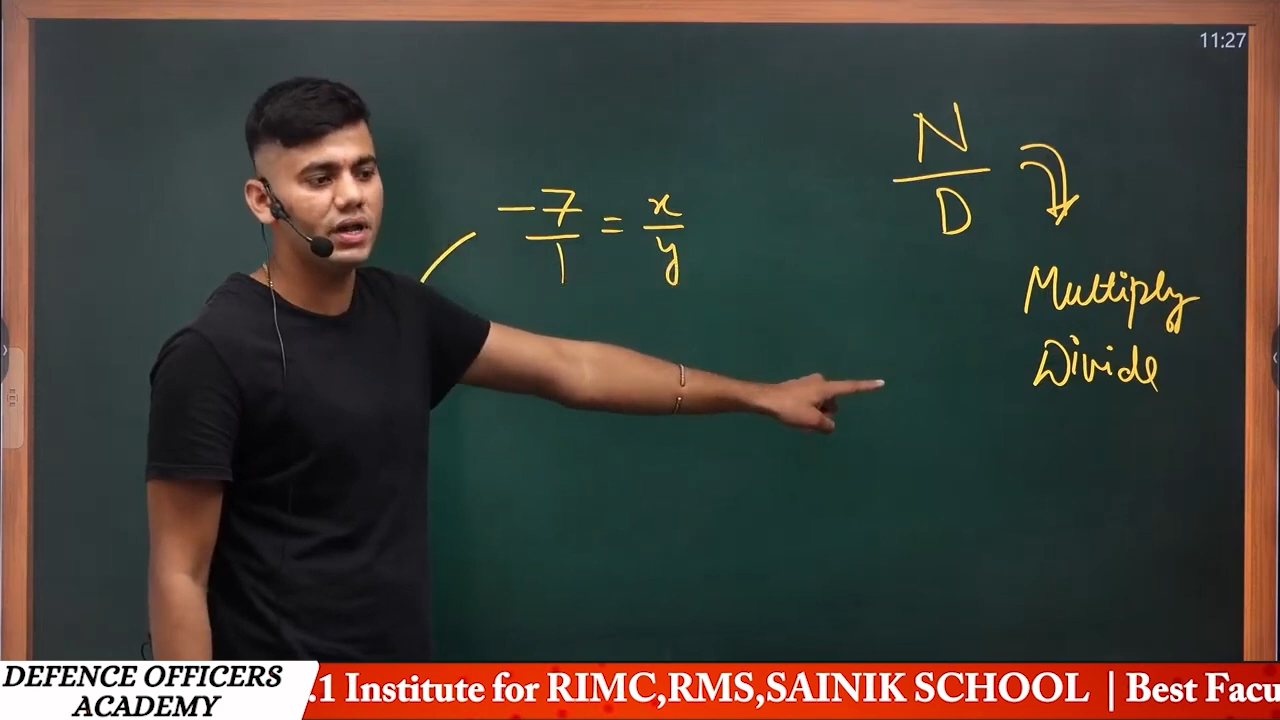 11:27
-7/1 = x/y
N/D
Multiply
Divide
DEFENCE OFFICERS
ACADEMY
.1 Institute for RIMC,RMS,SAINIK SCHOOL | Best Facu